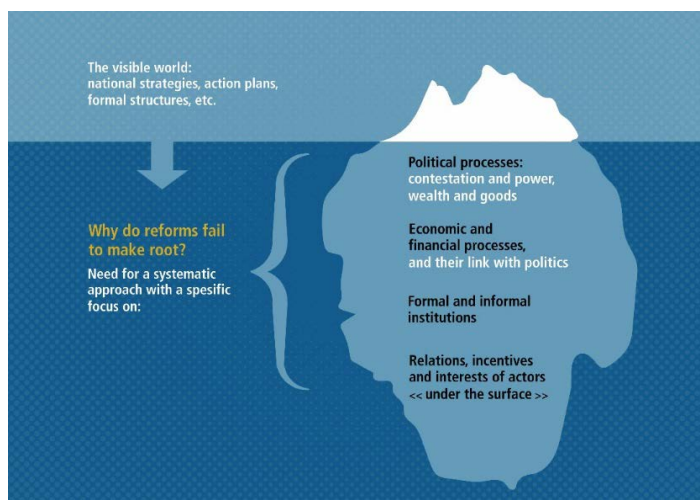 The visible world:
national strategies, action plans,
formal structures, etc.
Why do reforms fail
to make root?
Need for a systematic
approach with a spesific
focus on:
Political processes:
contestation and power,
wealth and goods
Economic and
financial processes,
and their link with politics
Formal and informal
institutions
Relations, incentives
and interests of actors
<< under the surface >>